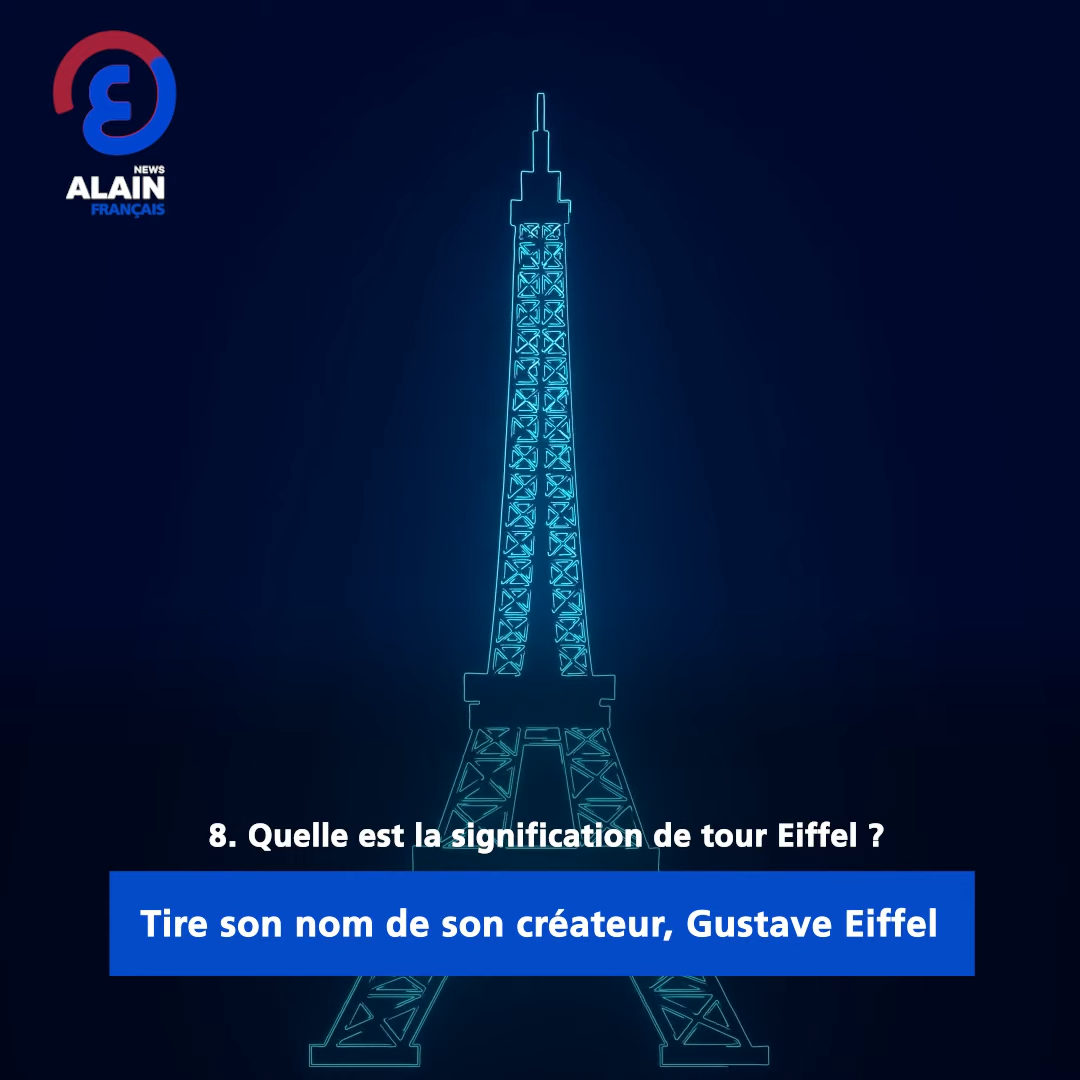 NEWS
ALAIN
FRANÇAIS
8. Quelle est la signification de tour Eiffel ?
Tire son nom de son créateur, Gustave Eiffel